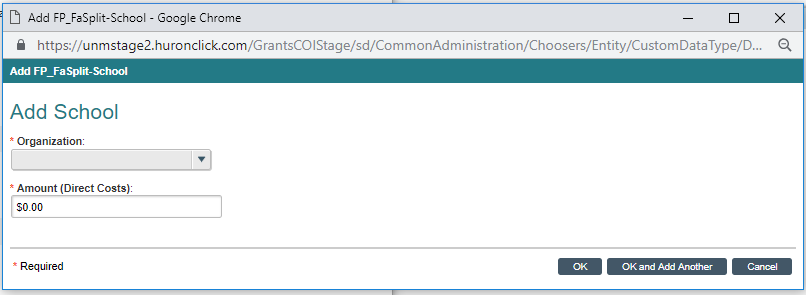 Add FP_FaSplit-School - Google Chrome
https://unmstage2.huronclick.com/GrantsCOIStage/sd/CommonAdministration/Choosers/Entity/CustomDataType/D...
Add FP_FaSplit-School
Add School
* Organization:
* Amount (Direct Costs):
$0.00
* Required
OK OK and Add Another Cancel